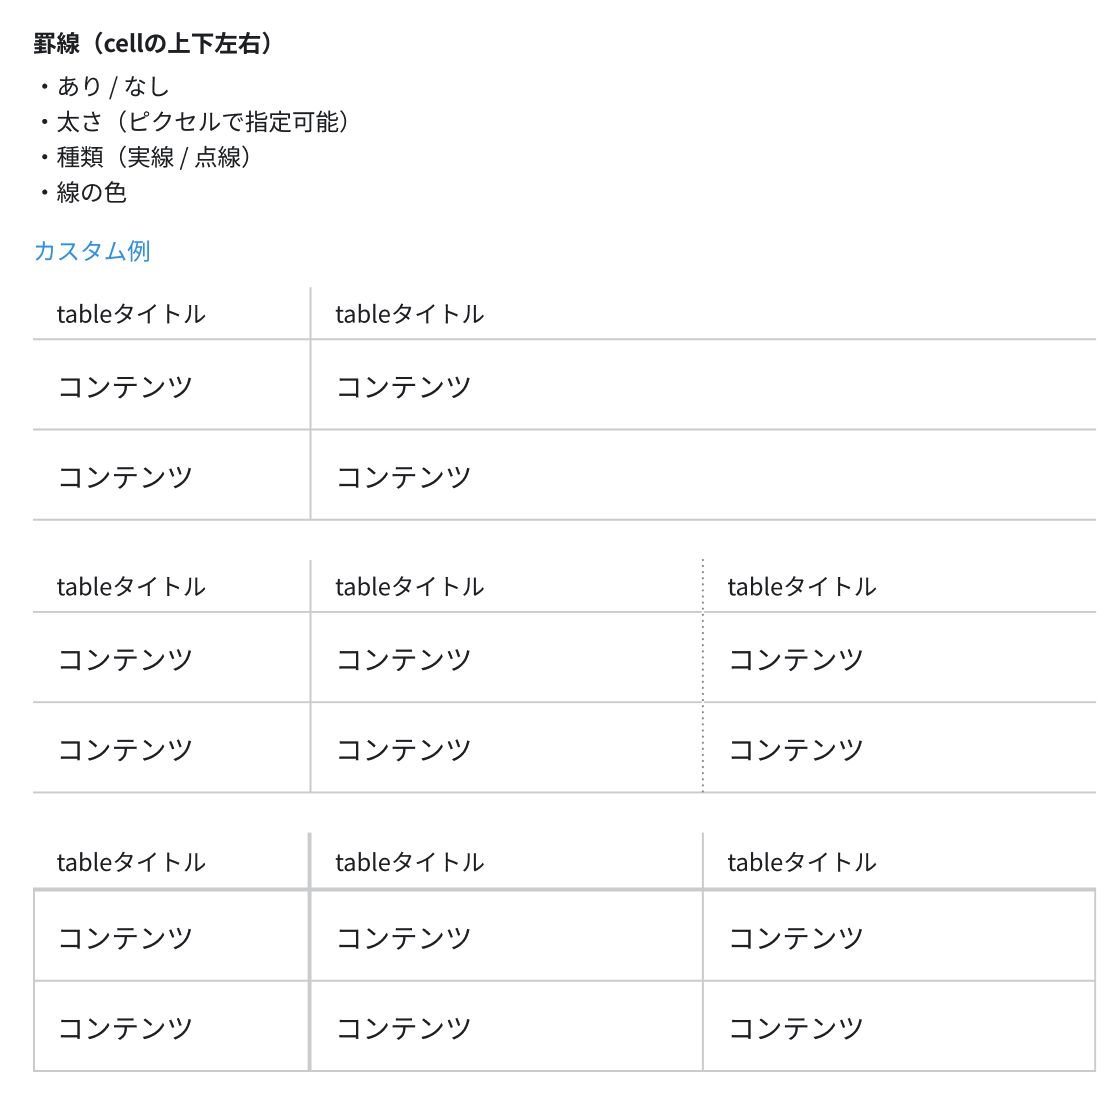 罫線（cellの上下左右）
・あり / なし
・太さ（ピクセルで指定可能）
・種類（実線 / 点線）
・線の色
カスタム例
tableタイトル tableタイトル
コンテンツ コンテンツ
コンテンツ コンテンツ
tableタイトル tableタイトル tableタイトル
コンテンツ コンテンツ コンテンツ
コンテンツ コンテンツ コンテンツ
tableタイトル tableタイトル tableタイトル
コンテンツ コンテンツ コンテンツ
コンテンツ コンテンツ コンテンツ